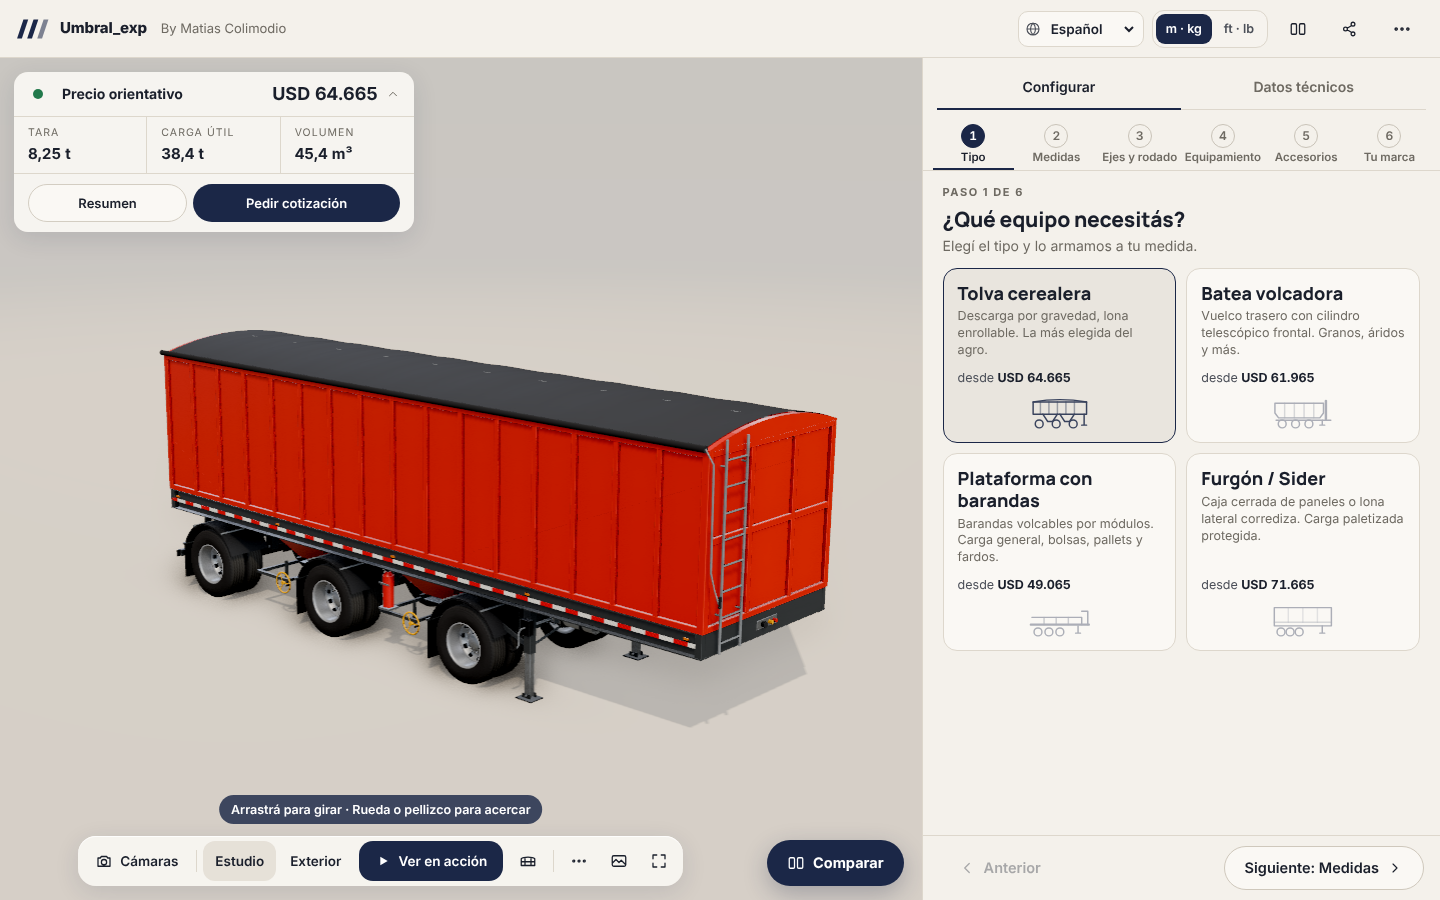 Umbral_exp By Matias Colimodio
Español
m · kg ft · lb
Precio orientativo USD 64.665
TARA CARGA ÚTIL VOLUMEN
8,25 t 38,4 t 45,4 m³
Resumen Pedir cotización
Arrastrá para girar · Rueda o pellizco para acercar
Cámaras Estudio Exterior Ver en acción
Comparar
Configurar Datos técnicos
1 2 3 4 5 6
Tipo Medidas Ejes y rodado Equipamiento Accesorios Tu marca
PASO 1 DE 6
¿Qué equipo necesitás?
Elegí el tipo y lo armamos a tu medida.
Tolva cerealera
Descarga por gravedad, lona
enrollable. La más elegida del
agro.
desde USD 64.665
Batea volcadora
Vuelco trasero con cilindro
telescópico frontal. Granos, áridos
y más.
desde USD 61.965
Plataforma con
barandas
Barandas volcables por módulos.
Carga general, bolsas, pallets y
fardos.
desde USD 49.065
Furgón / Sider
Caja cerrada de paneles o lona
lateral corrediza. Carga paletizada
protegida.
desde USD 71.665
Anterior Siguiente: Medidas